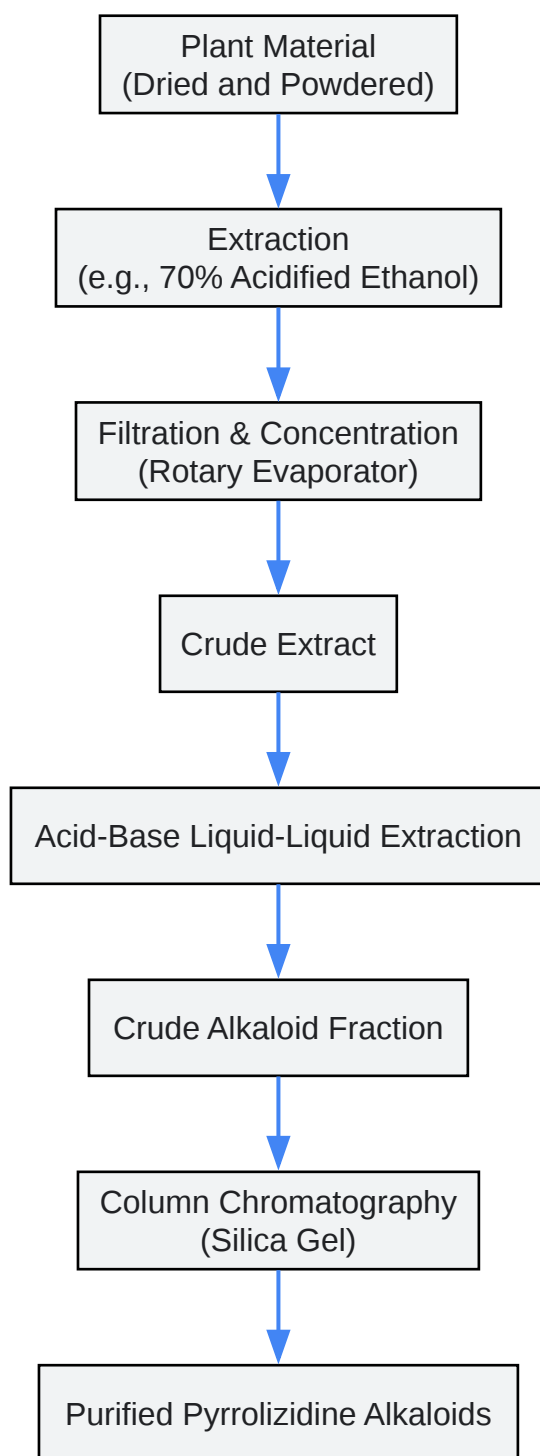 Plant Material
(Dried and Powdered)
Extraction
(e.g., 70% Acidified Ethanol)
Filtration & Concentration
(Rotary Evaporator)
Crude Extract
Acid-Base Liquid-Liquid Extraction
Crude Alkaloid Fraction
Column Chromatography
(Silica Gel)
Purified Pyrrolizidine Alkaloids